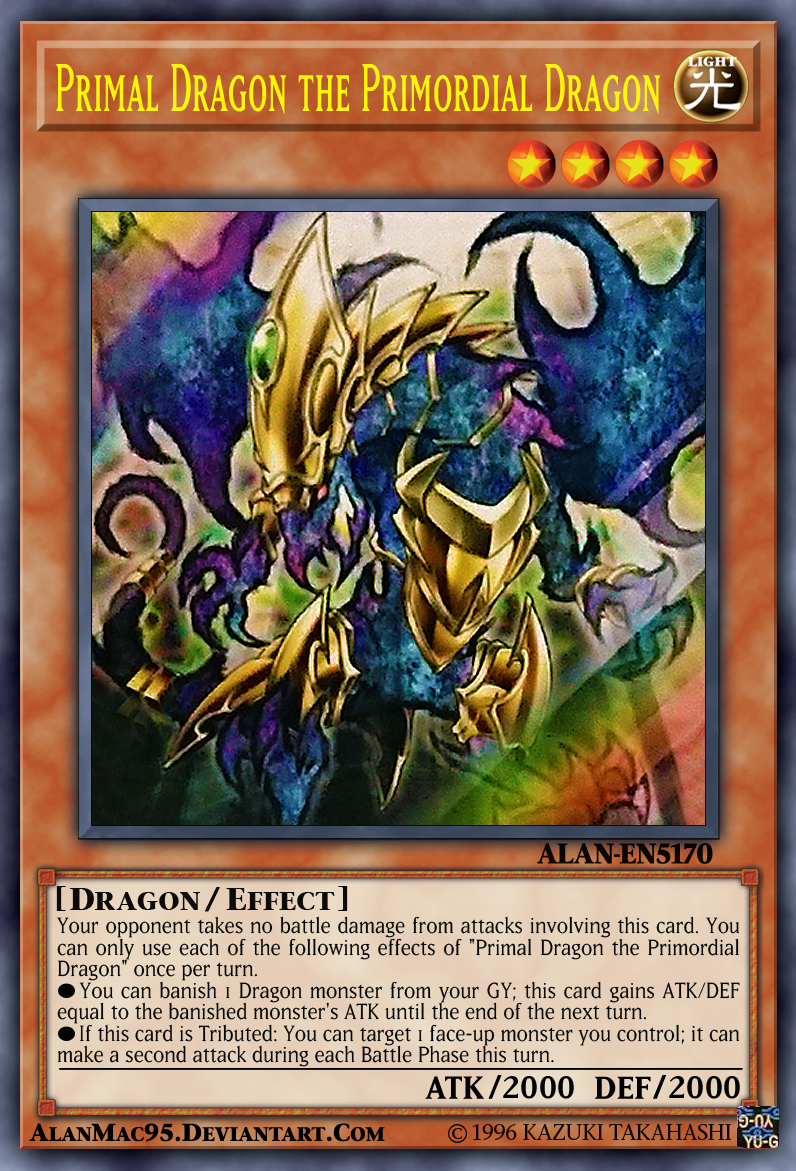 Primal Dragon the Primordial Dragon
LIGHT
光
ALAN-EN5170
[Dragon/Effect]
Your opponent takes no battle damage from attacks involving this card. You
can only use each of the following effects of "Primal Dragon the Primordial
Dragon" once per turn.
●You can banish 1 Dragon monster from your GY; this card gains ATK/DEF
equal to the banished monster's ATK until the end of the next turn.
●If this card is Tributed: You can target 1 face-up monster you control; it can
make a second attack during each Battle Phase this turn.
ATK/2000 DEF/2000
AlanMac95.Deviantart.Com
© 1996 KAZUKI TAKAHASHI